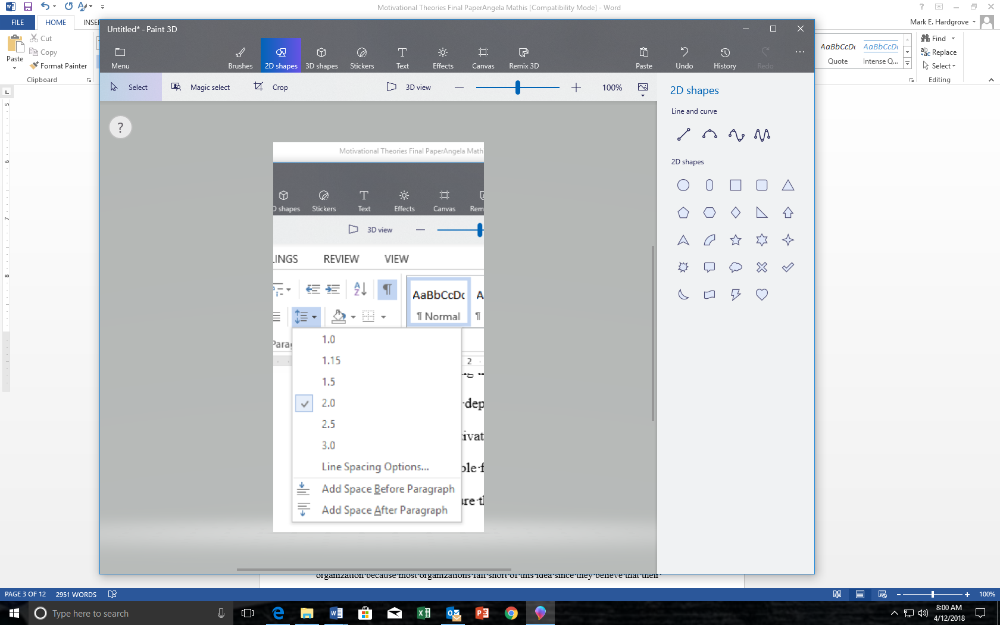 Motivational Theories Final PaperAngela Mathis [Compatibility Mode] - Word
FILE
HOME
INSE
Mark E. Hardgrove
Paste
Cut
Copy
Format Painter
Clipboard
AaBbCcDc
AaBbCcDc
Quote
Intense Q...
Find
Replace
Select
Editing
Untitled* - Paint 3D
Menu
Brushes
2D shapes
3D shapes
Stickers
Text
Effects
Canvas
Remix 3D
Paste
Undo
History
Redo
Select
Magic select
Crop
3D view
100%
2D shapes
Line and curve
2D shapes
?
Motivational Theories Final PaperAngela Math
D shapes
Stickers
Text
Effects
Canvas
Rem
3D view
LINGS
REVIEW
VIEW
AaBbCcDc
A
¶ Normal
¶
Parag
1.0
1.15
1.5
2.0
2.5
3.0
Line Spacing Options...
Add Space Before Paragraph
Add Space After Paragraph
2
·dep
ivat
ole·f
ure·th
5
6
7
8
organization·because·most·organizations·fall·short·of·this·idea·since·they·believe·that·their·
PAGE 3 OF 12
2951 WORDS
100%
Type here to search
8:00 AM
4/12/2018